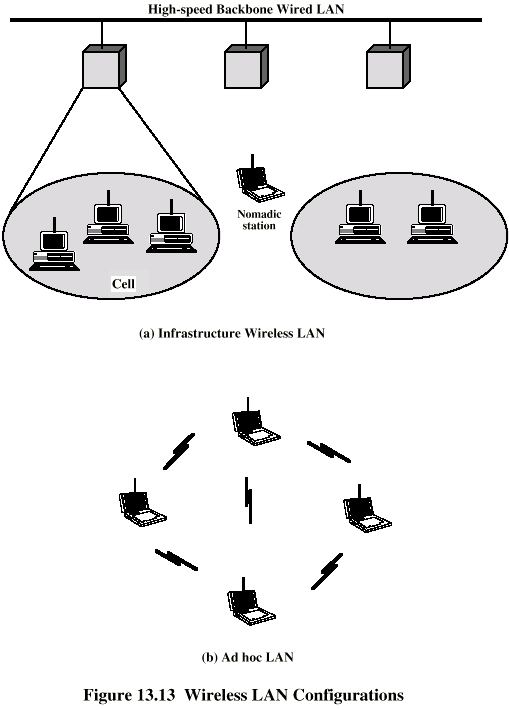 High-speed Backbone Wired LAN
Nomadic
station
Cell
(a) Infrastructure Wireless LAN
(b) Ad hoc LAN
Figure 13.13 Wireless LAN Configurations